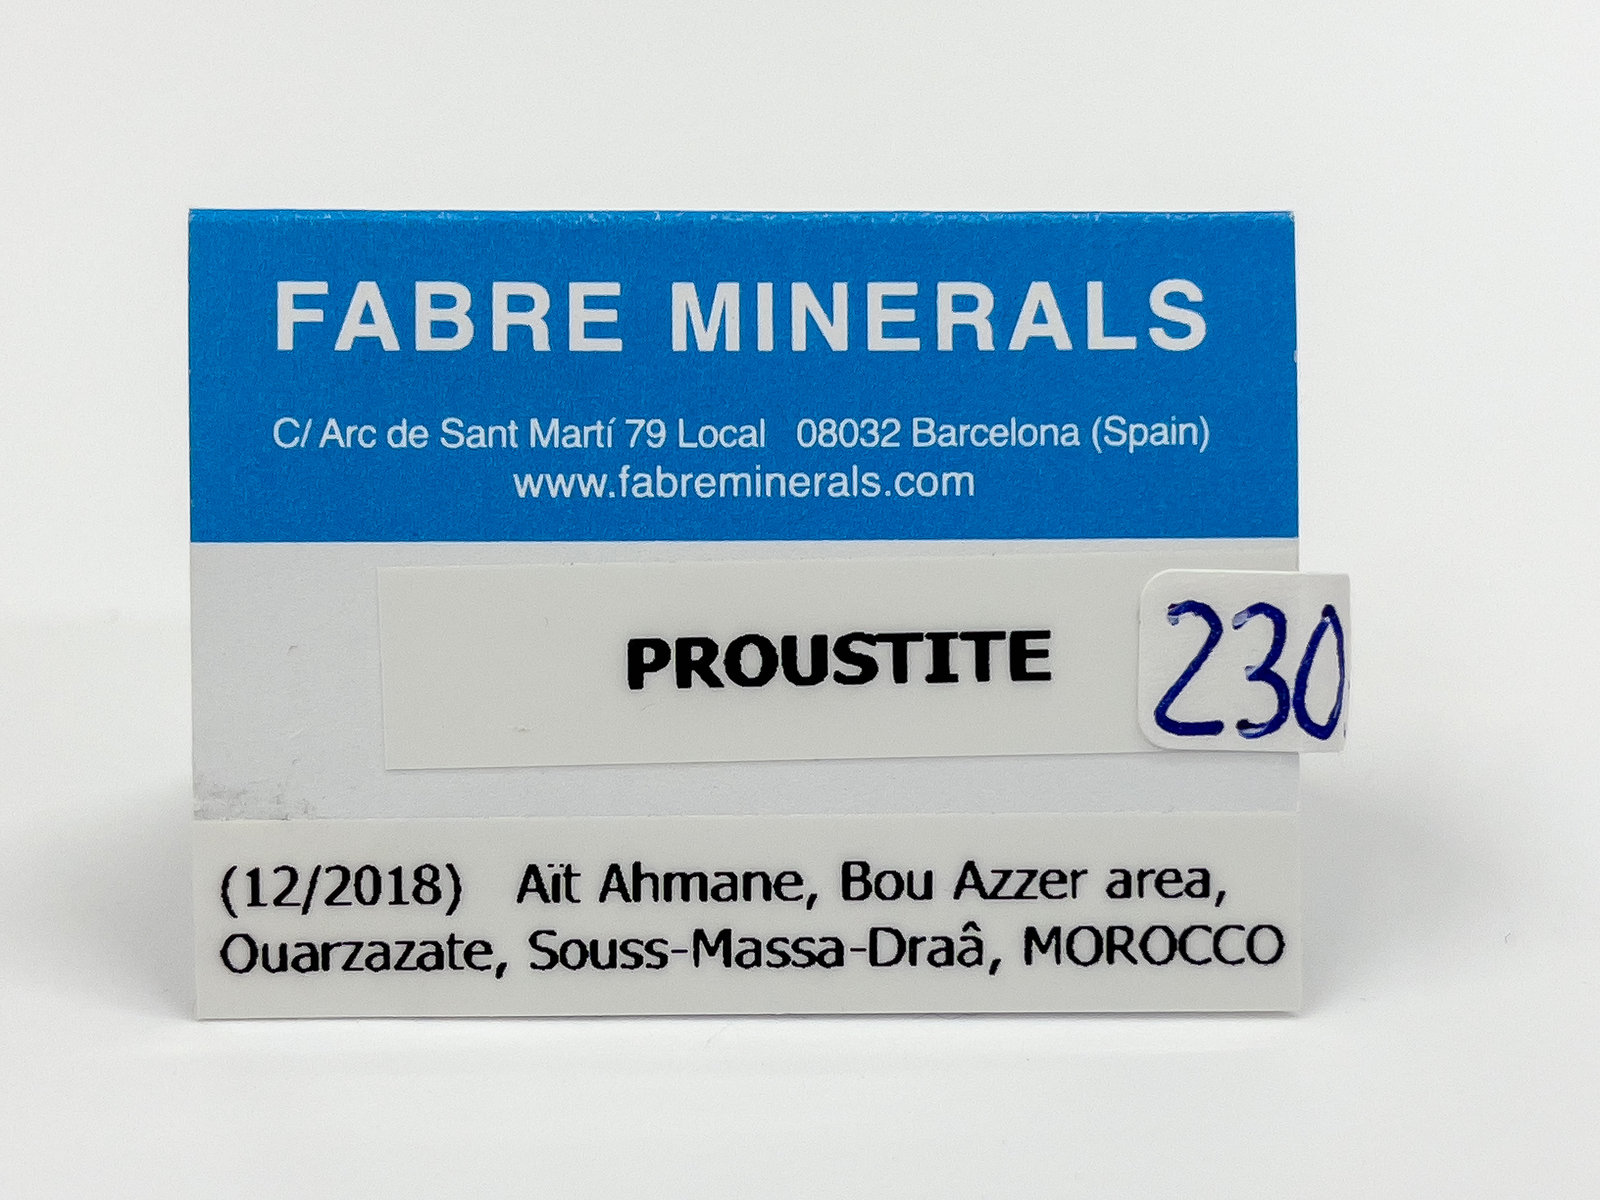 FABRE MINERALS
C/ Arc de Sant Martí 79 Local 08032 Barcelona (Spain)
www.fabreminerals.com
PROUSTITE
230
(12/2018) Aït Ahmane, Bou Azzer area,
Ouarzazate, Souss-Massa-Draâ, MOROCCO